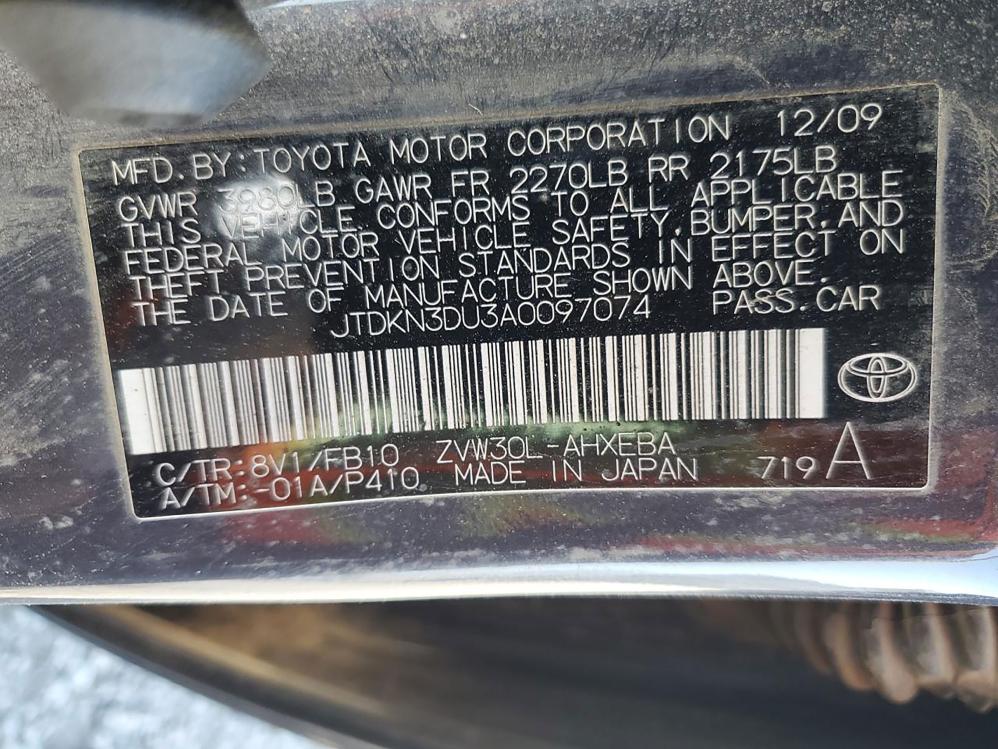 MFD. BY: TOYOTA MOTOR CORPORATION 12/09
GVWR 3980LB GAWR FR 2270LB RR 2175LB
THIS VEHICLE CONFORMS TO ALL APPLICABLE
FEDERAL MOTOR VEHICLE SAFETY, BUMPER, AND
THEFT PREVENTION STANDARDS IN EFFECT ON
THE DATE OF MANUFACTURE SHOWN ABOVE.
JTDKN3DU3A0097074 PASS. CAR
C/TR: 8V1/FB10 ZVW30L-AHXEBA
A/TM: -01A/P410 MADE IN JAPAN 719 A